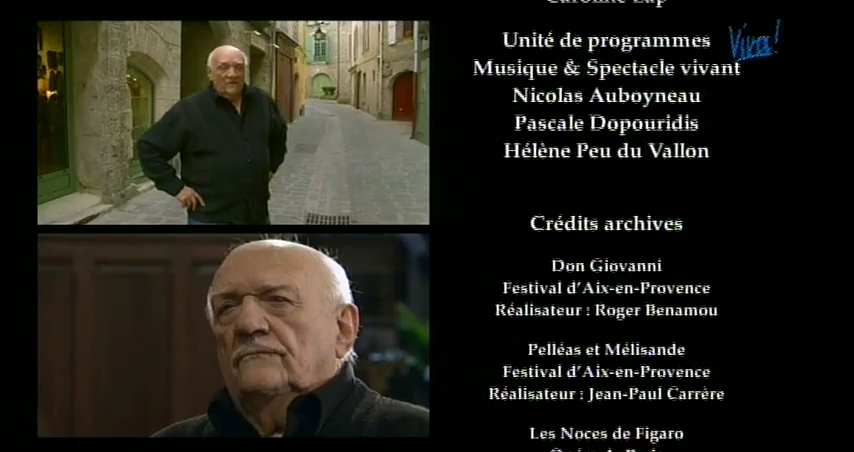 Caroline Lap
Unité de programmes
Viva!
Musique & Spectacle vivant
Nicolas Auboyneau
Pascale Dopouridis
Hélène Peu du Vallon
Crédits archives
Don Giovanni
Festival d'Aix-en-Provence
Réalisateur : Roger Benamou
Pelléas et Mélisande
Festival d'Aix-en-Provence
Réalisateur : Jean-Paul Carrère
Les Noces de Figaro